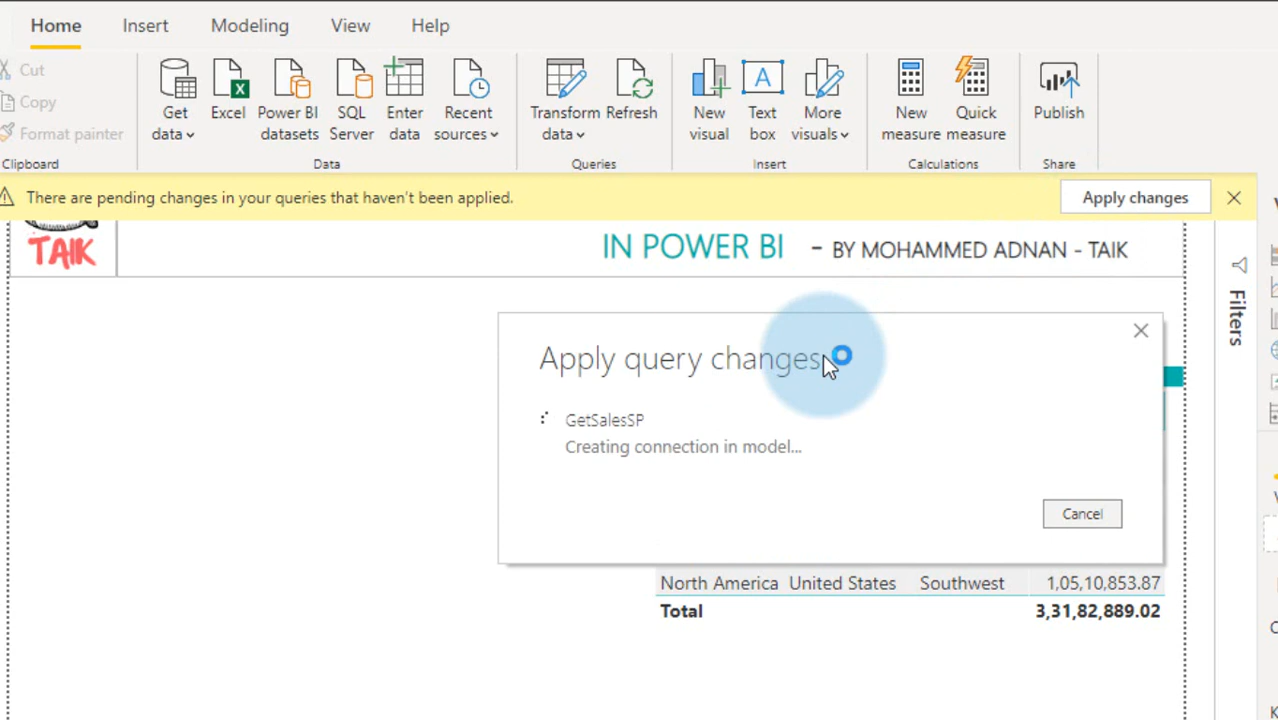 Home Insert Modeling View Help
Cut
Copy
Format painter
Clipboard
Get data
Excel
Power BI datasets
SQL Server
Enter data
Recent sources
Data
Transform data
Refresh
Queries
New visual
Text box
More visuals
Insert
New measure
Quick measure
Calculations
Publish
Share
There are pending changes in your queries that haven't been applied.
Apply changes
TAIK
IN POWER BI - BY MOHAMMED ADNAN - TAIK
Filters
Apply query changes
GetSalesSP
Creating connection in model...
Cancel
North America United States Southwest 1,05,10,853.87
Total 3,31,82,889.02